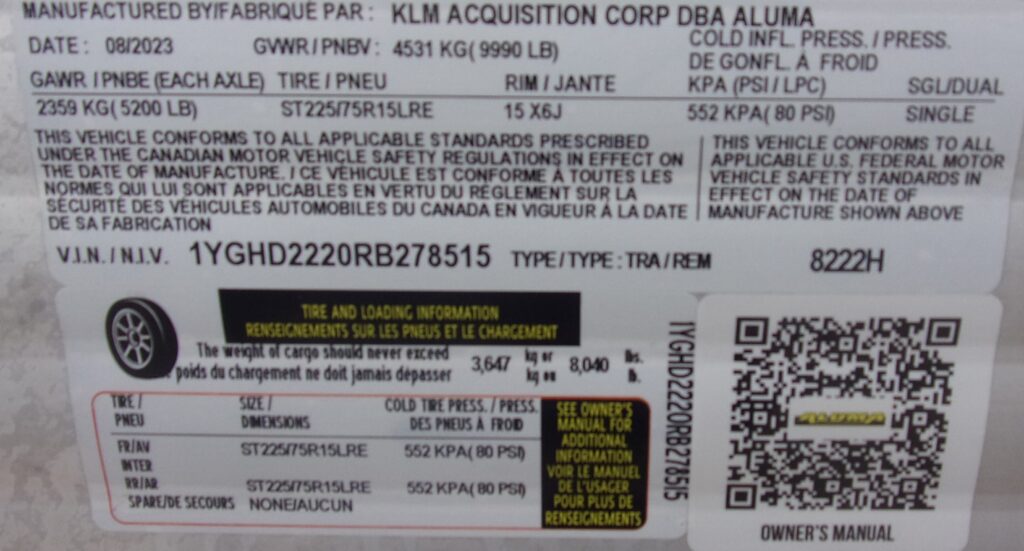 MANUFACTURED BY/FABRIQUÉ PAR: KLM ACQUISITION CORP DBA ALUMA
DATE: 08/2023 GVWR/PNBV: 4531 KG(9990 LB) COLD INFL. PRESS./PRESS.
DE GONFL. À FROID
GAWR/PNBE (EACH AXLE) TIRE/PNEU RIM/JANTE KPA (PSI/LPC) SGL/DUAL
2359 KG(5200 LB) ST225/75R15LRE 15 X6J 552 KPA(80 PSI) SINGLE
THIS VEHICLE CONFORMS TO ALL APPLICABLE STANDARDS PRESCRIBED
UNDER THE CANADIAN MOTOR VEHICLE SAFETY REGULATIONS IN EFFECT ON
THE DATE OF MANUFACTURE. / CE VÉHICULE EST CONFORME À TOUTES LES
NORMES QUI LUI SONT APPLICABLES EN VERTU DU RÈGLEMENT SUR LA
SÉCURITÉ DES VÉHICULES AUTOMOBILES DU CANADA EN VIGUEUR À LA DATE
DE SA FABRICATION
THIS VEHICLE CONFORMS TO ALL
APPLICABLE U.S. FEDERAL MOTOR
VEHICLE SAFETY STANDARDS IN
EFFECT ON THE DATE OF
MANUFACTURE SHOWN ABOVE
V.I.N./N.I.V. 1YGHD2220RB278515 TYPE/TYPE: TRA/REM 8222H
TIRE AND LOADING INFORMATION
RENSEIGNEMENTS SUR LES PNEUS ET LE CHARGEMENT
The weight of cargo should never exceed 3,647 kg or 8,040 lbs.
poids du chargement ne doit jamais dépasser kg ou lb.
TIRE / SIZE / COLD TIRE PRESS. / PRESS.
PNEU DIMENSIONS DES PNEUS À FROID
FR/AV ST225/75R15LRE 552 KPA(80 PSI)
INTER
RR/AR ST225/75R15LRE 552 KPA(80 PSI)
SPARE/DE SECOURS NONE/AUCUN
SEE OWNER'S
MANUAL FOR
ADDITIONAL
INFORMATION
VOIR LE MANUEL
DE L'USAGER
POUR PLUS DE
RENSEIGNEMENTS
1YGHD2220RB278515
ALUMA
OWNER'S MANUAL